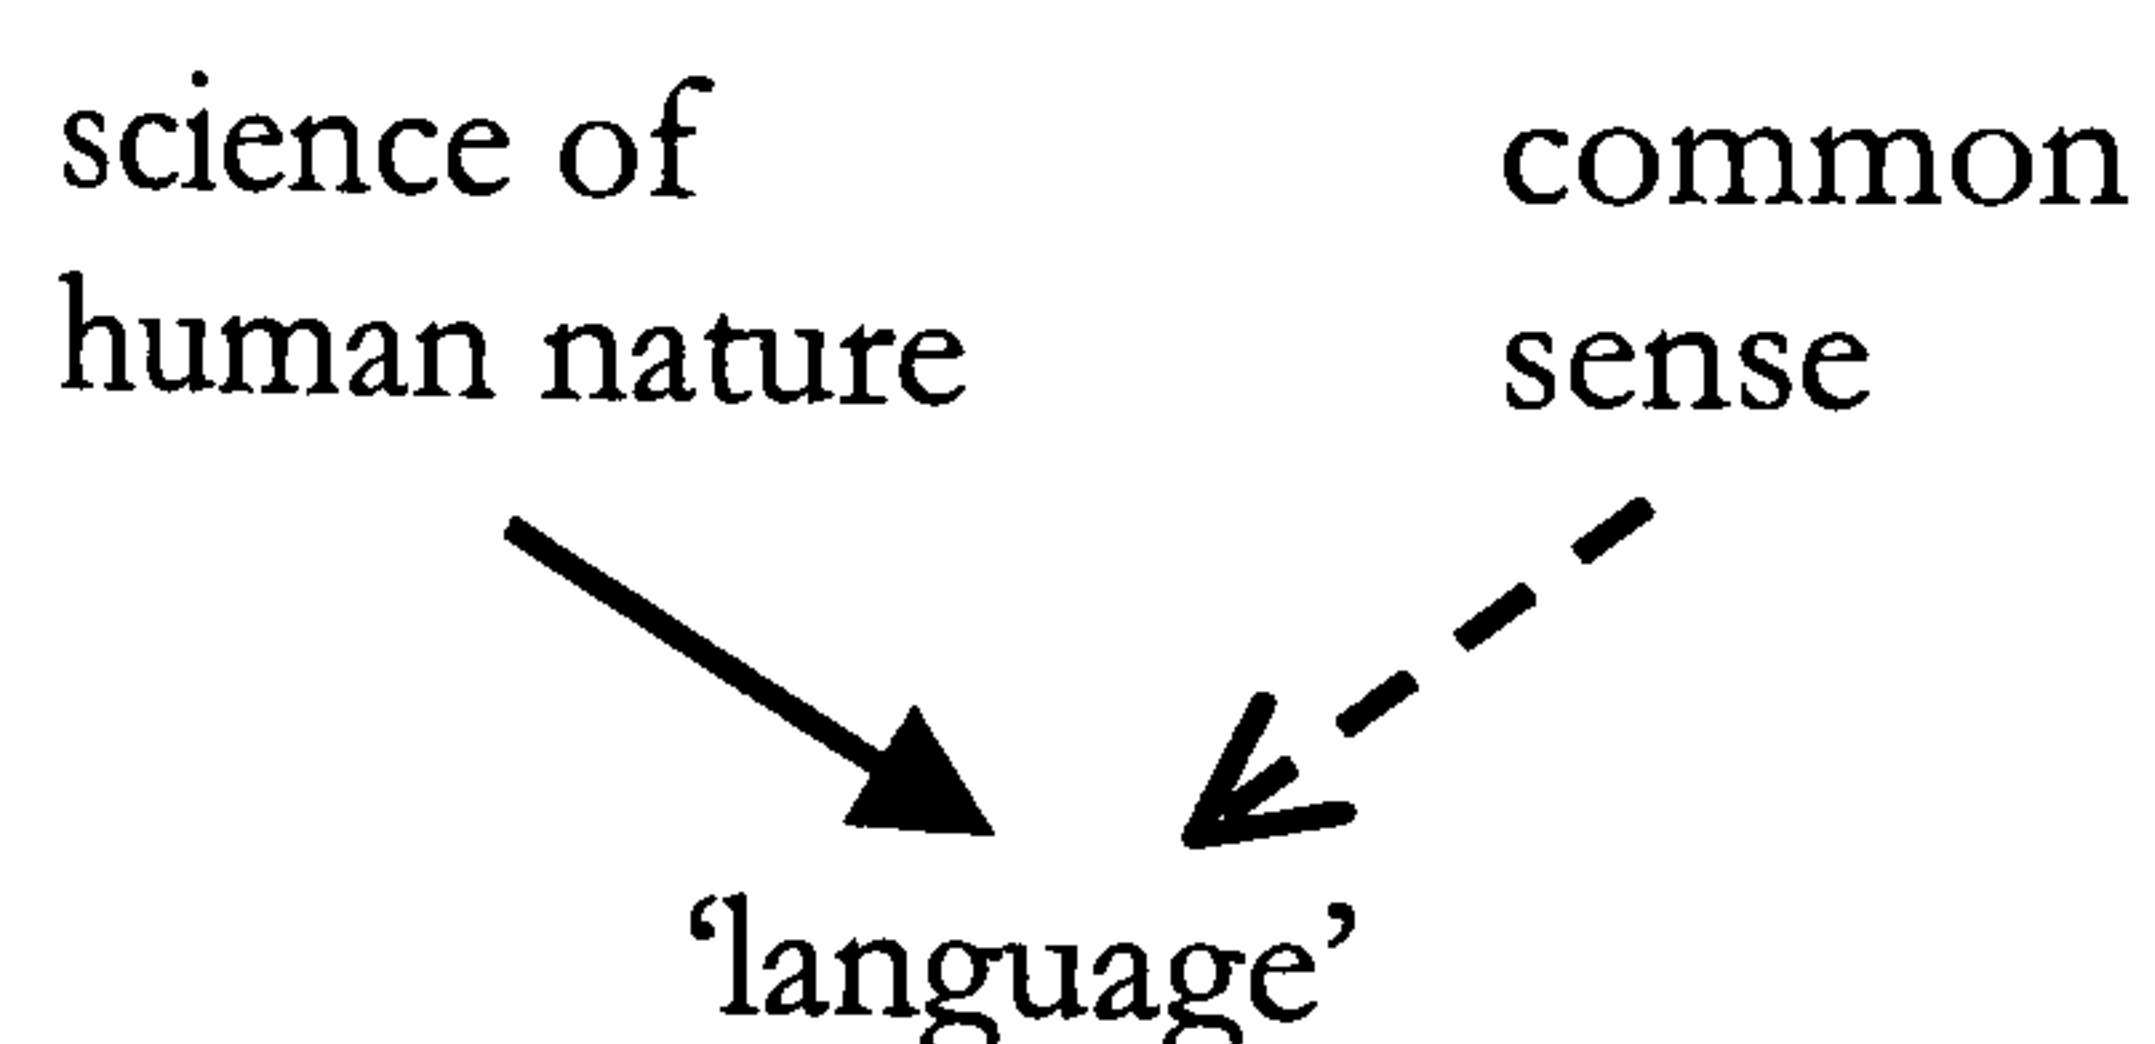 science of
human nature
common
sense
‘language’